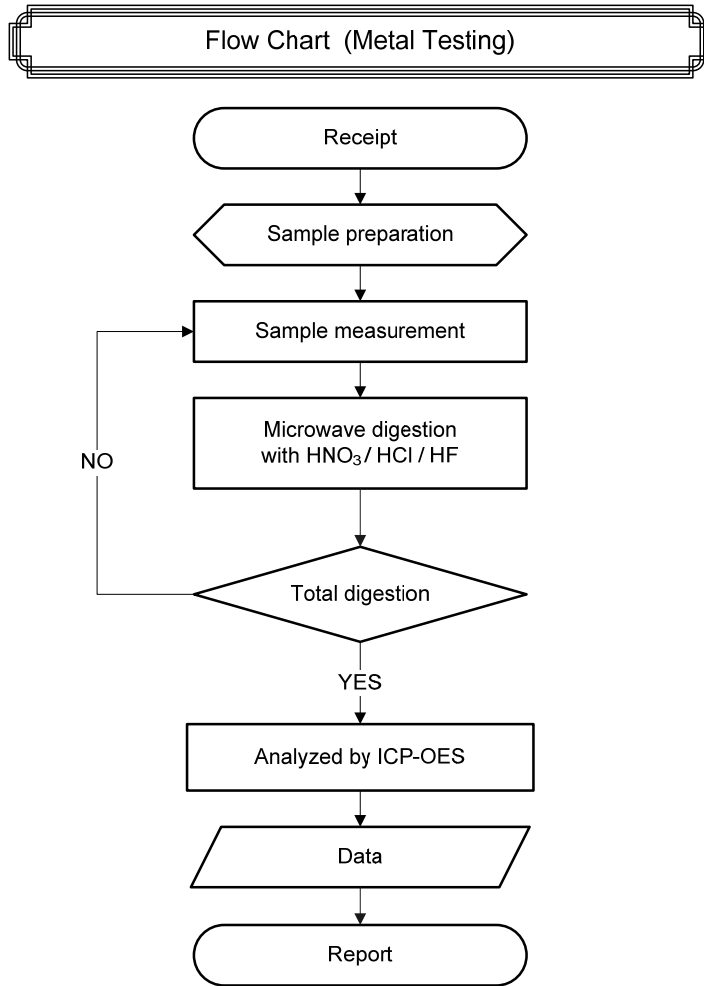 Flow Chart (Metal Testing)
Receipt
Sample preparation
Sample measurement
Microwave digestion
with HNO₃ / HCl / HF
NO
Total digestion
YES
Analyzed by ICP-OES
Data
Report